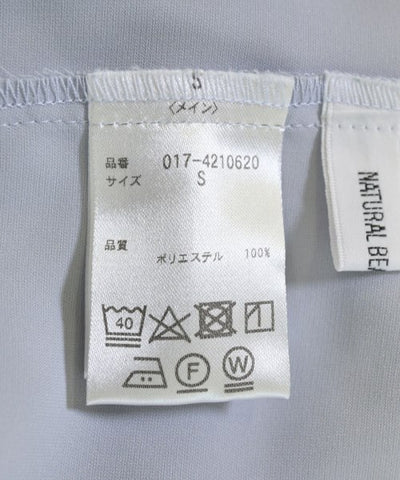 S
〈メイン〉
品番 017-4210620
サイズ S
品質
ポリエステル 100%
40
F W
NATURAL BEA